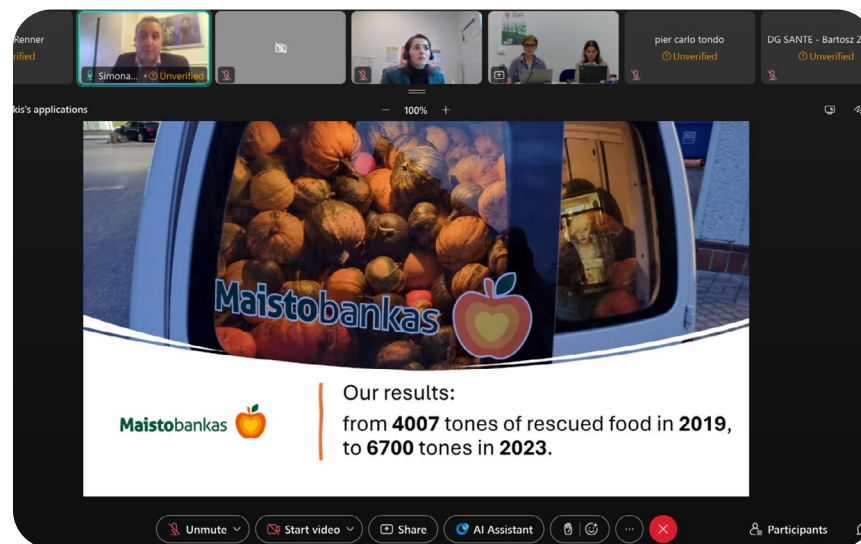 Renner
rified
Simona... Unverified
pier carlo tondo
Unverified
DG SANTE - Bartosz Z
Unverified
kis's applications
− 100% +
Maistobankas
Maistobankas
Our results:
from 4007 tones of rescued food in 2019,
to 6700 tones in 2023.
Unmute
Start video
Share
AI Assistant
...
Participants